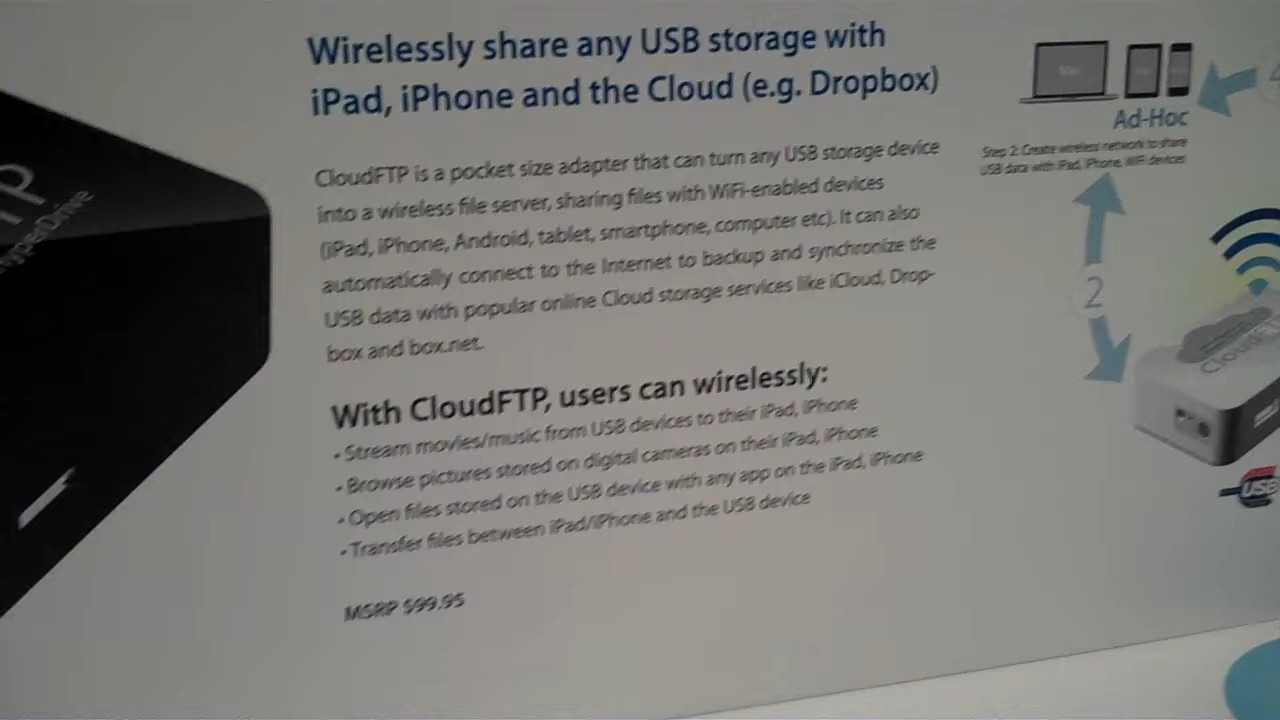 Wirelessly share any USB storage with
iPad, iPhone and the Cloud (e.g. Dropbox)
CloudFTP is a pocket size adapter that can turn any USB storage device
into a wireless file server, sharing files with WiFi-enabled devices
(iPad, iPhone, Android, tablet, smartphone, computer etc). It can also
automatically connect to the Internet to backup and synchronize the
USB data with popular online Cloud storage services like iCloud, Drop-
box and box.net.
With CloudFTP, users can wirelessly:
• Stream movies/music from USB devices to their iPad, iPhone
• Browse pictures stored on digital cameras on their iPad, iPhone
• Open files stored on the USB device with any app on the iPad, iPhone
• Transfer files between iPad/iPhone and the USB device
MSRP $99.95
Ad-Hoc
Step 2: Create wireless network to share
USB data with iPad, iPhone, WiFi devices
2
USB